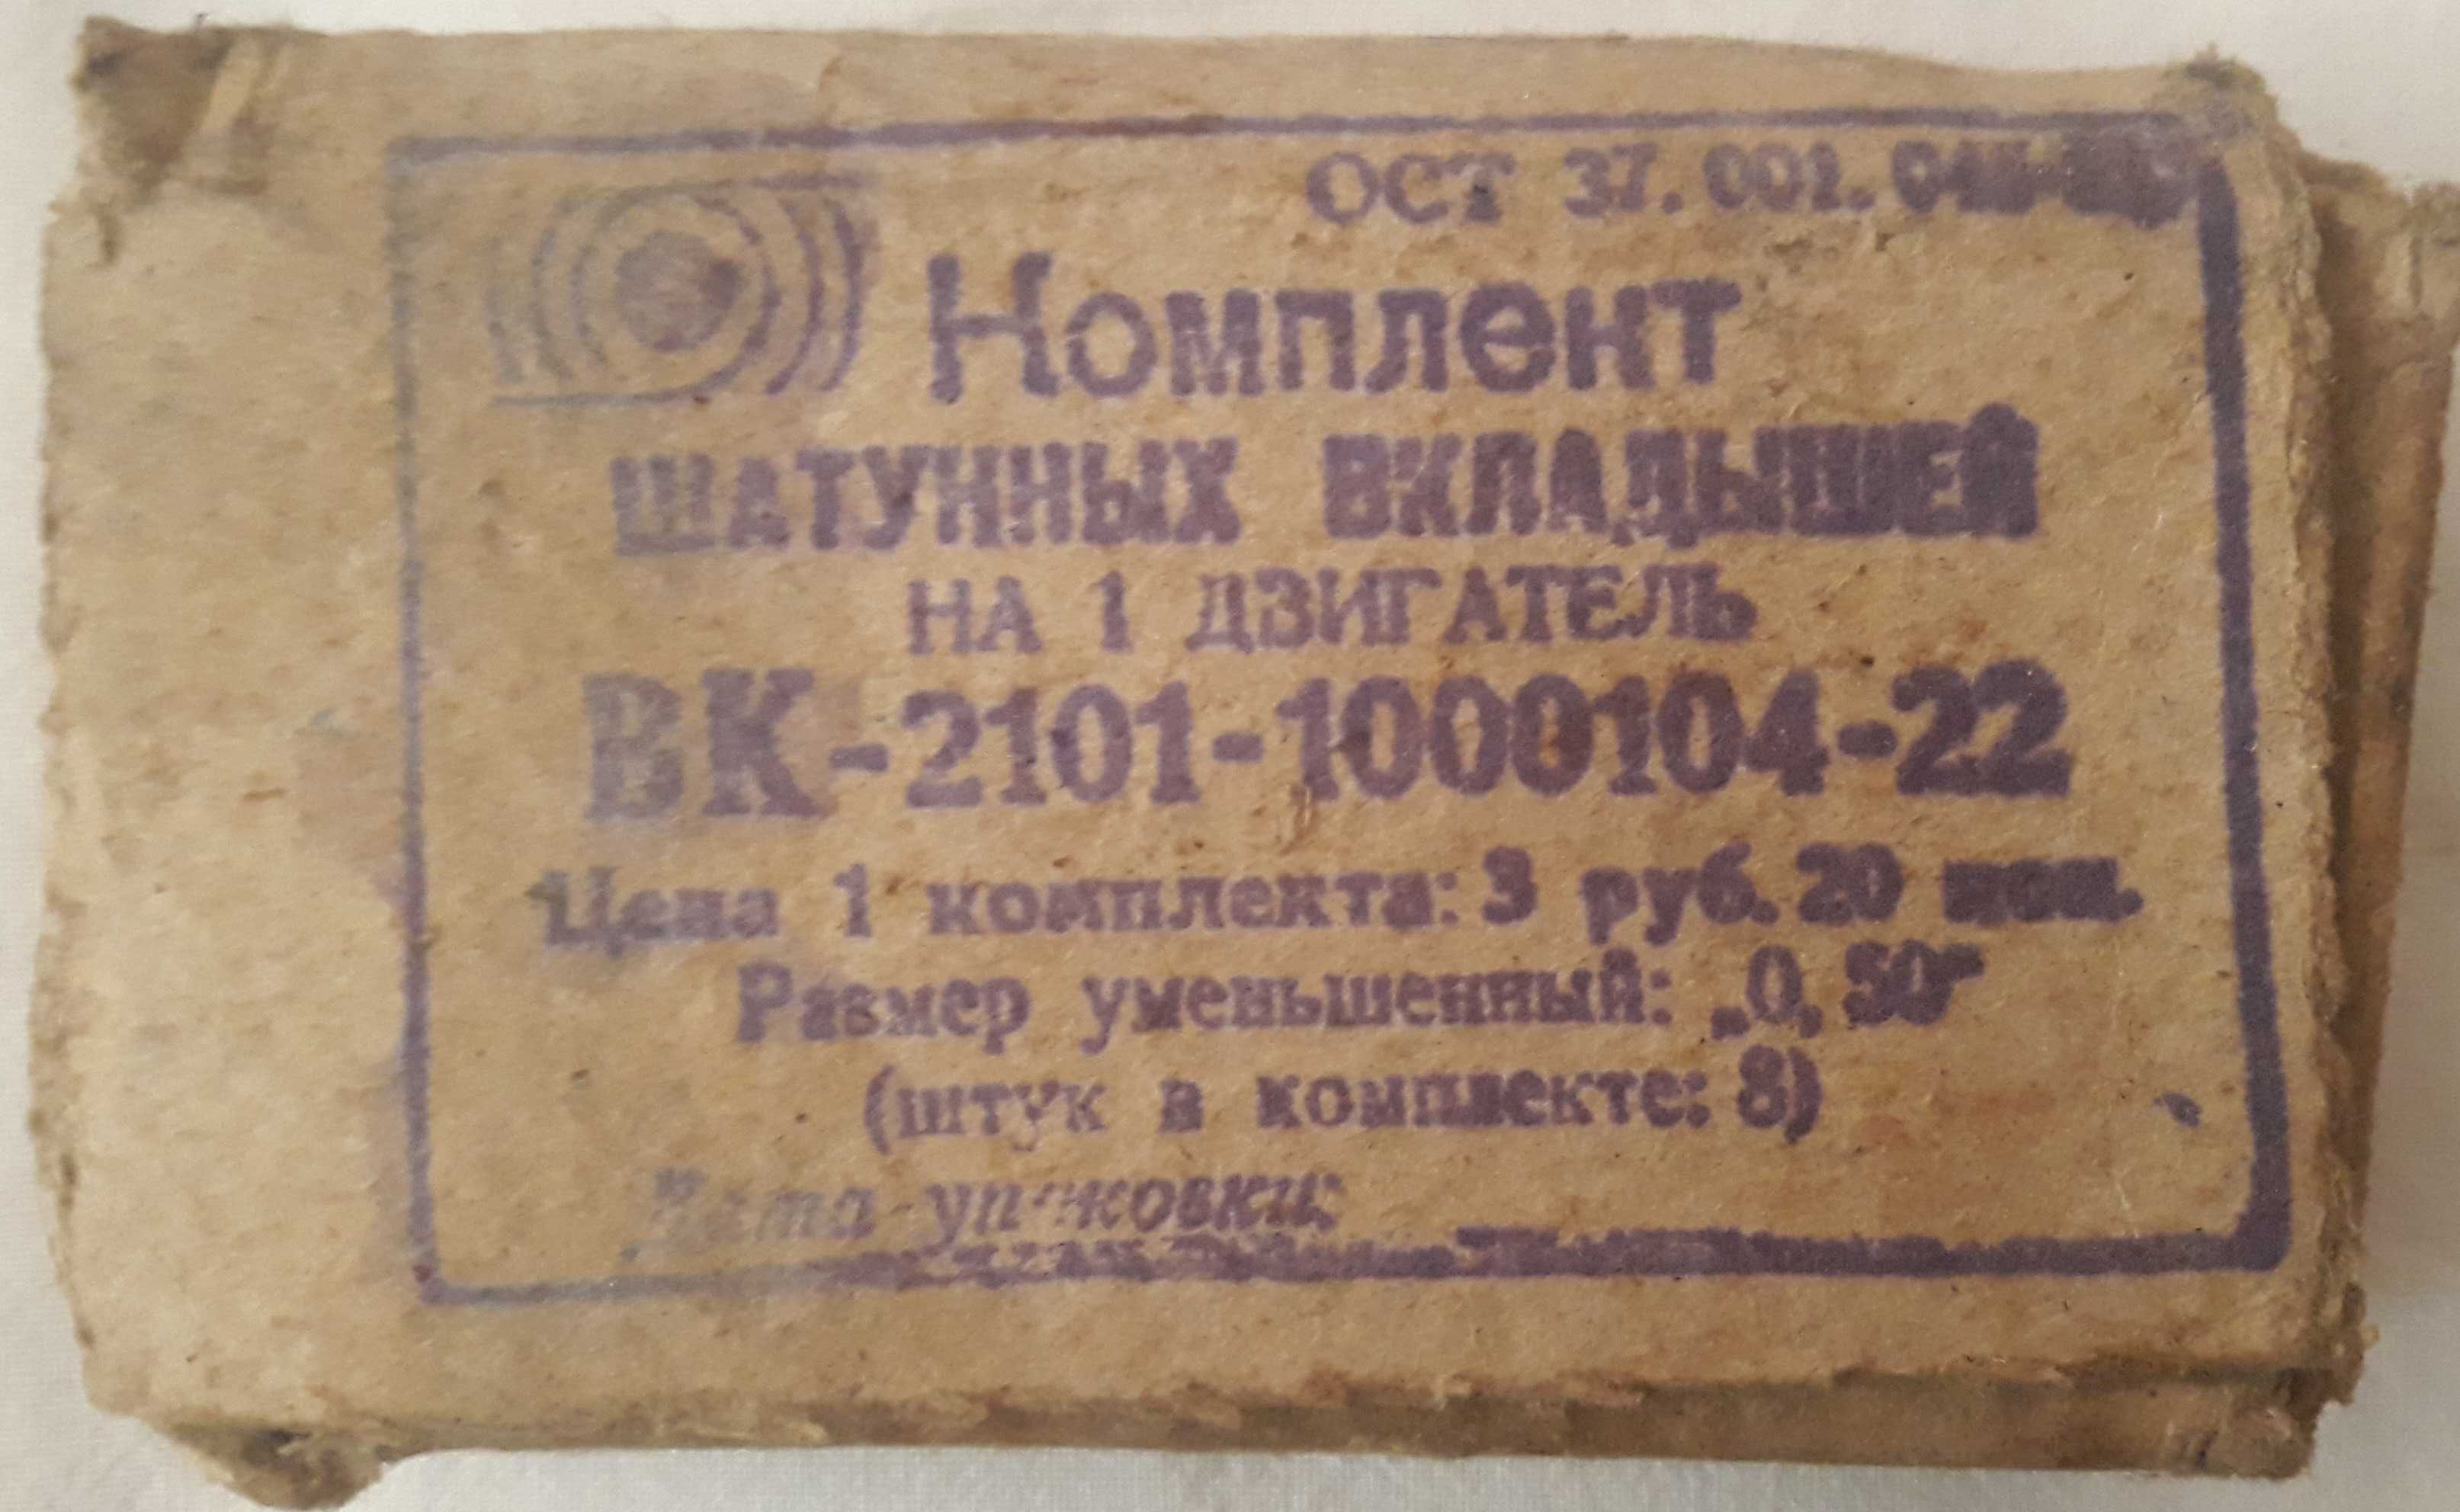 ОСТ 37.001.
Комплект
ШАТУННЫХ ВКЛАДЫШЕЙ
НА 1 ДВИГАТЕЛЬ
ВК-2101-1000104-22
Цена 1 комплекта: 3 руб. 20 коп.
Размер уменьшенный: „0,50"
(штук в комплекте: 8)
Дата упаковки: